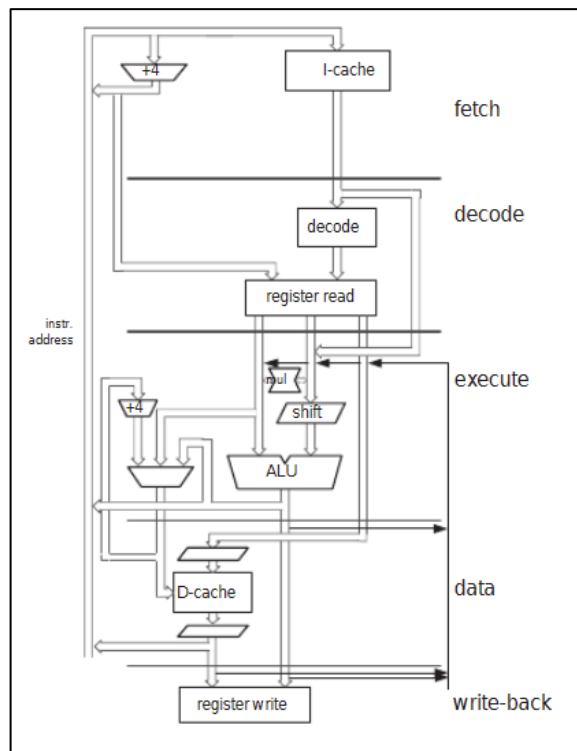 +4
I-cache
fetch
decode
decode
register read
instr.
address
mul
execute
+4
shift
ALU
D-cache
data
register write
write-back